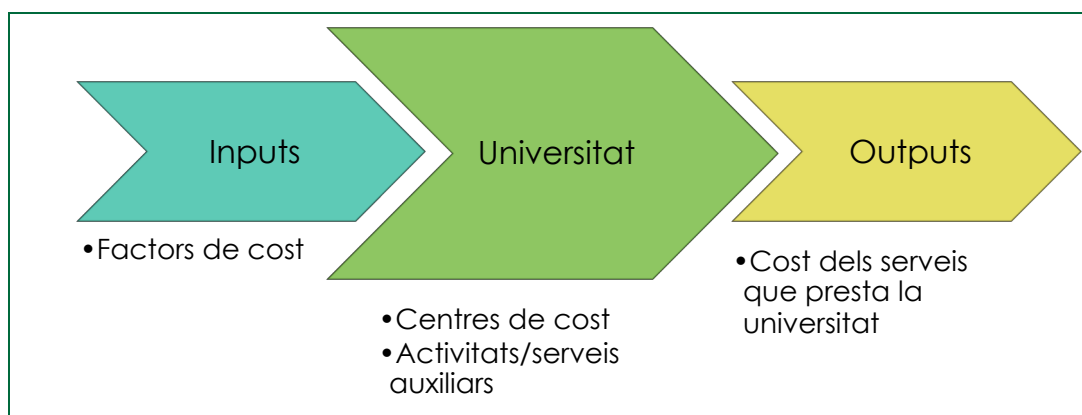 Inputs
•Factors de cost
Universitat
•Centres de cost
•Activitats/serveis
auxiliars
Outputs
•Cost dels serveis
que presta la
universitat